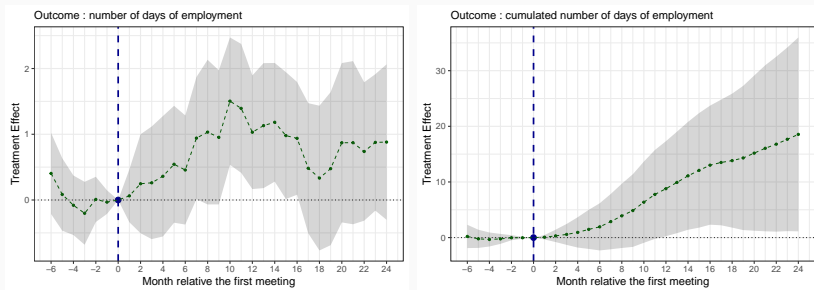 Outcome : number of days of employment
Treatment Effect
2
1
0
−6 −4 −2 0 2 4 6 8 10 12 14 16 18 20 22 24
Month relative the first meeting
Outcome : cumulated number of days of employment
Treatment Effect
30
20
10
0
−6 −4 −2 0 2 4 6 8 10 12 14 16 18 20 22 24
Month relative the first meeting